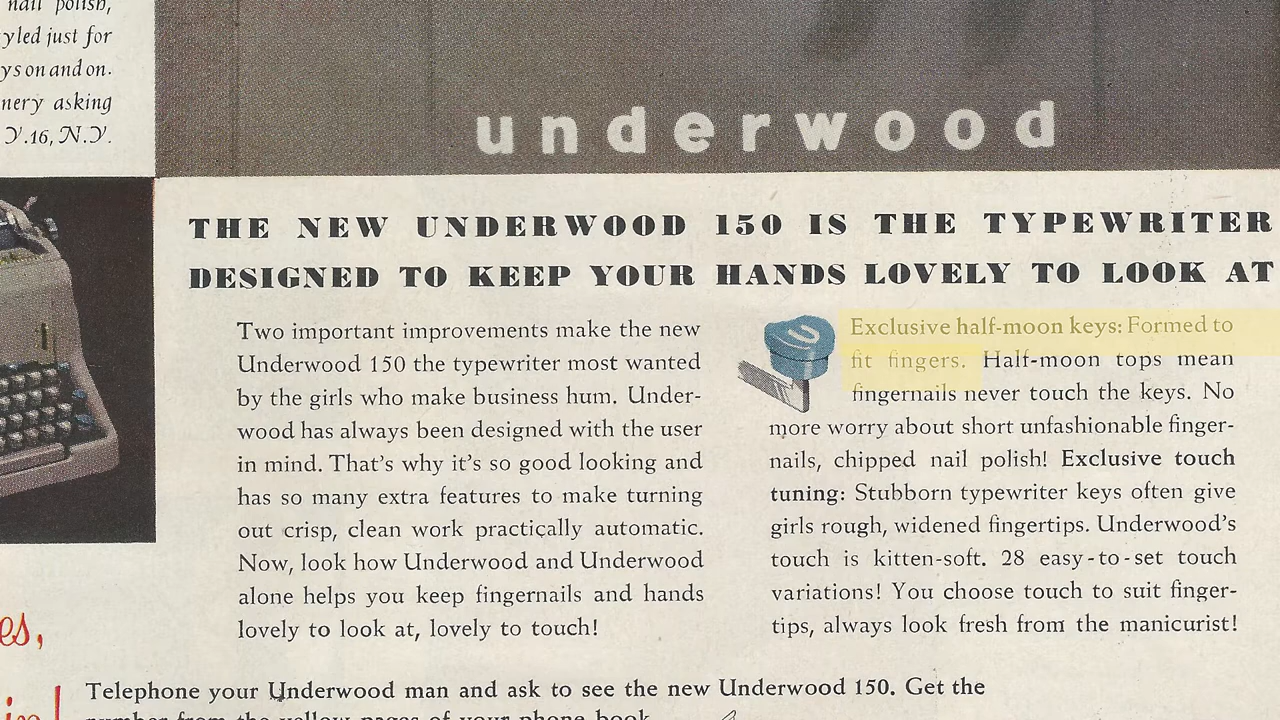 nail polish,
yled just for
ys on and on.
nery asking
Y. 16, N.Y.
underwood
THE NEW UNDERWOOD 150 IS THE TYPEWRITER
DESIGNED TO KEEP YOUR HANDS LOVELY TO LOOK AT
Two important improvements make the new
Underwood 150 the typewriter most wanted
by the girls who make business hum. Under-
wood has always been designed with the user
in mind. That's why it's so good looking and
has so many extra features to make turning
out crisp, clean work practically automatic.
Now, look how Underwood and Underwood
alone helps you keep fingernails and hands
lovely to look at, lovely to touch!
U
Exclusive half-moon keys: Formed to
fit fingers. Half-moon tops mean
fingernails never touch the keys. No
more worry about short unfashionable finger-
nails, chipped nail polish! Exclusive touch
tuning: Stubborn typewriter keys often give
girls rough, widened fingertips. Underwood's
touch is kitten-soft. 28 easy-to-set touch
variations! You choose touch to suit finger-
tips, always look fresh from the manicurist!
es,
Telephone your Underwood man and ask to see the new Underwood 150. Get the
number from the yellow pages of your phone book.